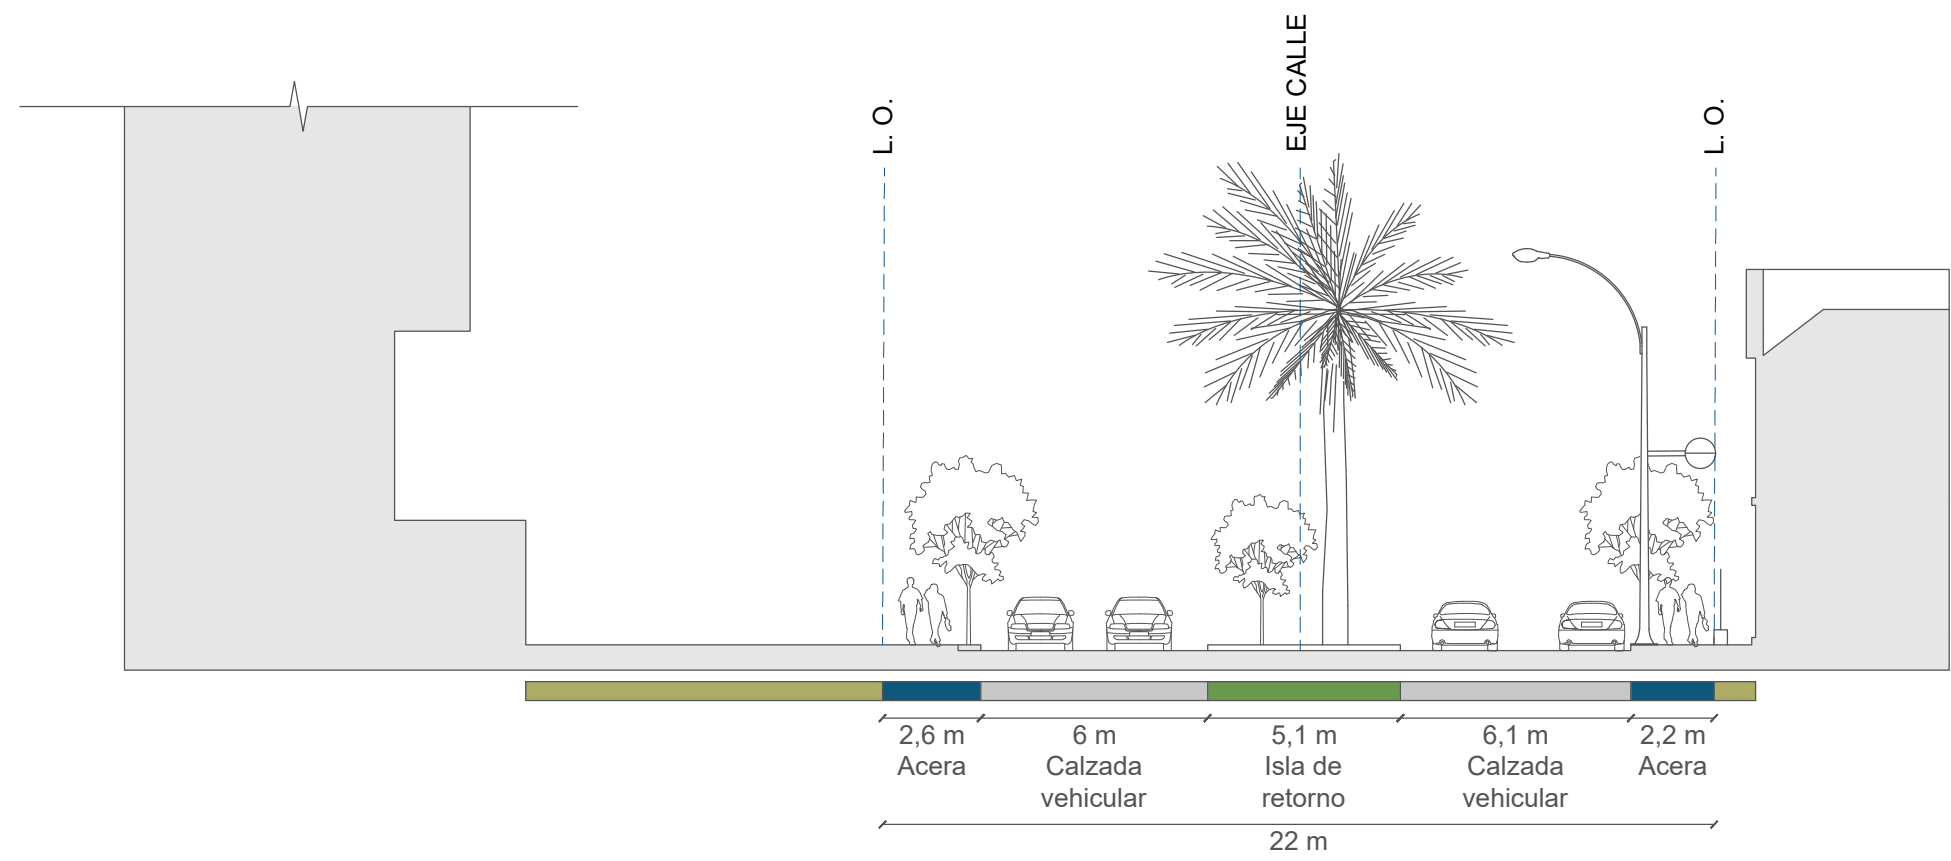 EJE CALLE
L. O.
L. O.
2,6 m
Acera
6 m
Calzada
vehicular
5,1 m
Isla de
retorno
6,1 m
Calzada
vehicular
2,2 m
Acera
22 m